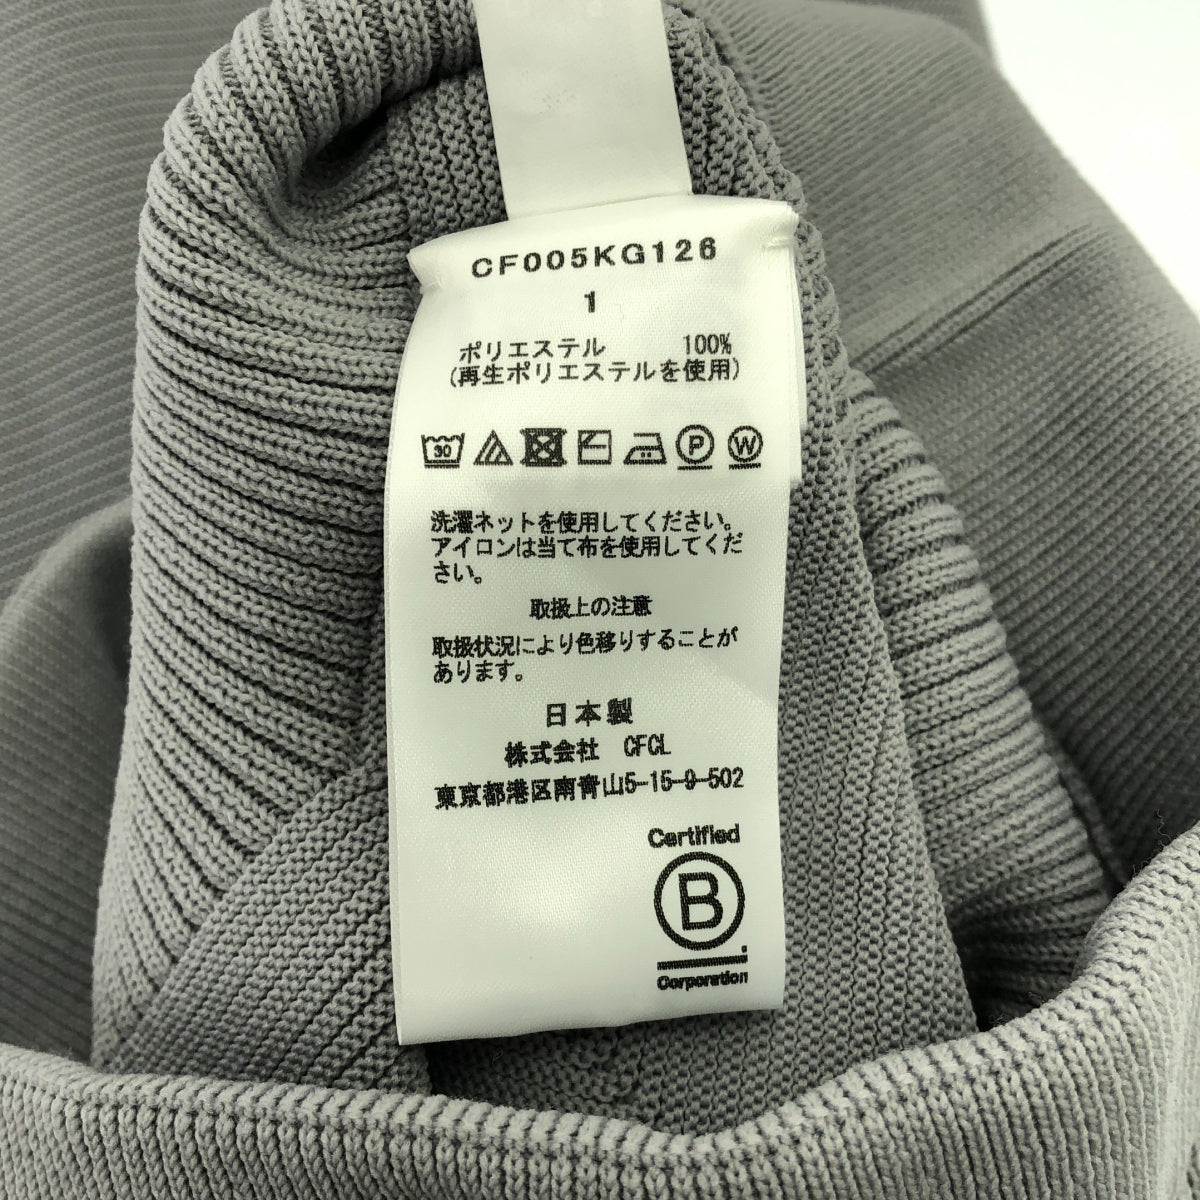 CF005KG126
1
ポリエステル 100%
(再生ポリエステルを使用)
30 P W
洗濯ネットを使用してください。
アイロンは当て布を使用してくだ
さい。
取扱上の注意
取扱状況により色移りすることが
あります。
日本製
株式会社 CFCL
東京都港区南青山5-15-9-502
Certified
B
Corporation